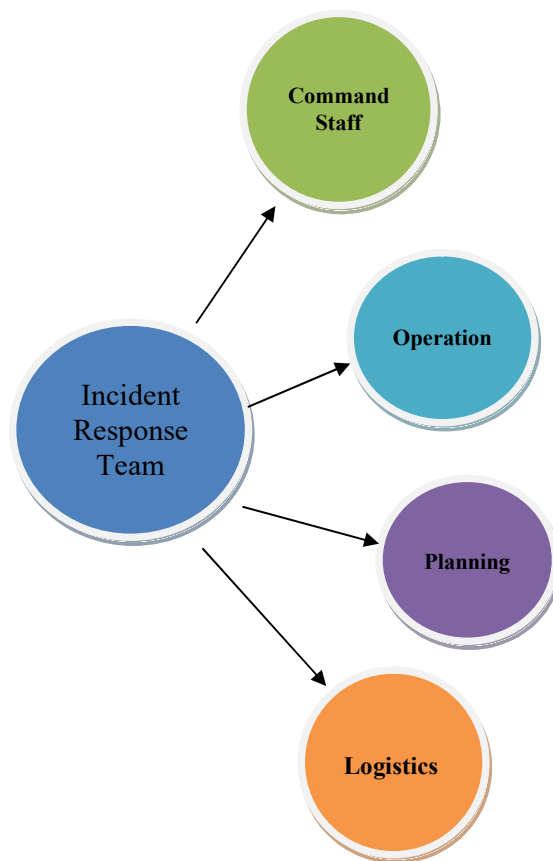 Command
Staff
Operation
Incident
Response
Team
Planning
Logistics